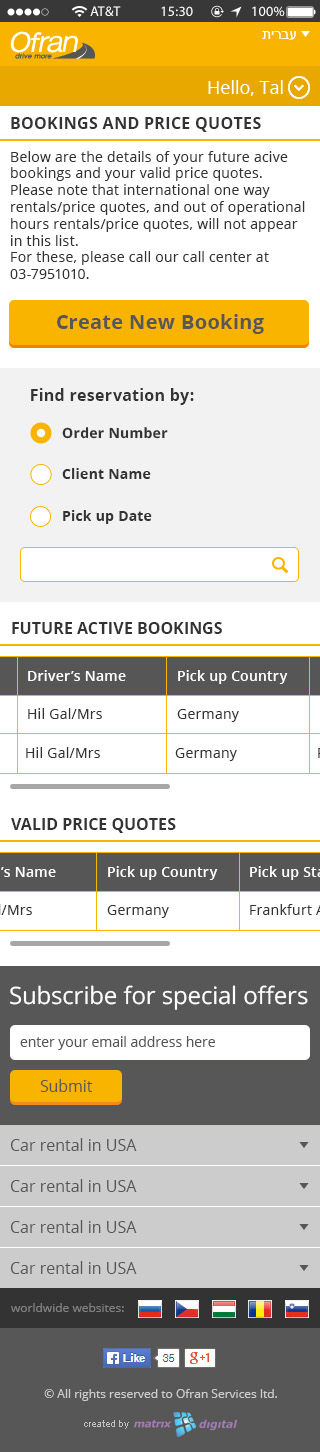 AT&T 15:30 100%
Ofran
drive more
עברית
Hello, Tal
BOOKINGS AND PRICE QUOTES
Below are the details of your future acive
bookings and your valid price quotes.
Please note that international one way
rentals/price quotes, and out of operational
hours rentals/price quotes, will not appear
in this list.
For these, please call our call center at
03-7951010.
Create New Booking
Find reservation by:
Order Number
Client Name
Pick up Date
FUTURE ACTIVE BOOKINGS
Driver's Name Pick up Country
Hil Gal/Mrs Germany
Hil Gal/Mrs Germany F
VALID PRICE QUOTES
's Name Pick up Country Pick up Sta
l/Mrs Germany Frankfurt A
Subscribe for special offers
enter your email address here
Submit
Car rental in USA
Car rental in USA
Car rental in USA
Car rental in USA
worldwide websites:
Like 35 g+1
© All rights reserved to Ofran Services ltd.
created by matrix digital